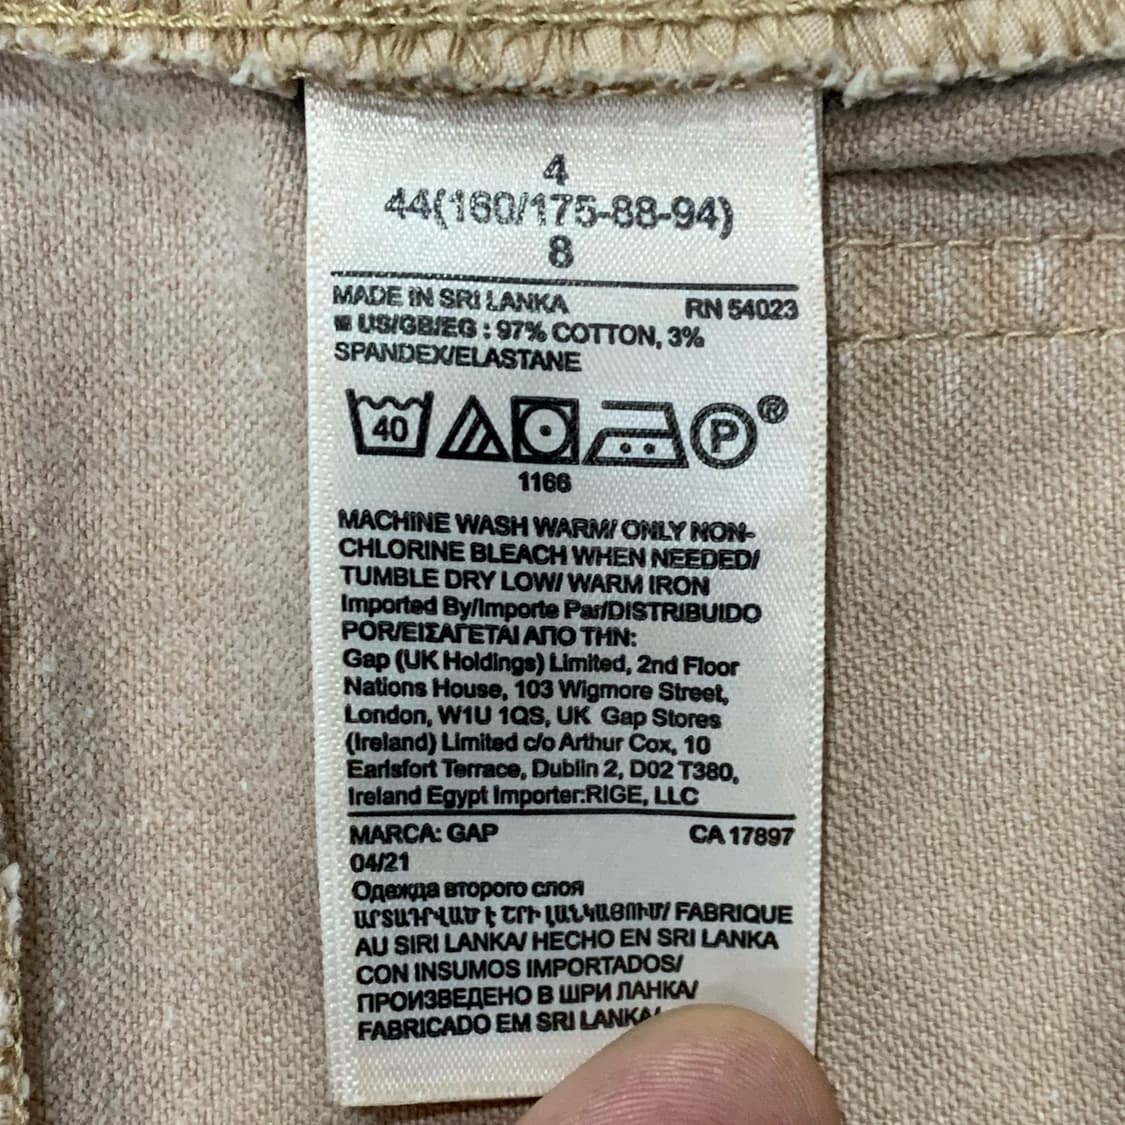 4
44(160/175-88-94)
8
MADE IN SRI LANKA RN 54023
US/GB/EG : 97% COTTON, 3%
SPANDEX/ELASTANE
40 P ®
1166
MACHINE WASH WARM/ ONLY NON-
CHLORINE BLEACH WHEN NEEDED/
TUMBLE DRY LOW/ WARM IRON
Imported By/Importe Par/DISTRIBUIDO
POR/ΕΙΣΑΓΕΤΑΙ ΑΠΟ ΤΗΝ:
Gap (UK Holdings) Limited, 2nd Floor
Nations House, 103 Wigmore Street,
London, W1U 1QS, UK Gap Stores
(Ireland) Limited c/o Arthur Cox, 10
Earlsfort Terrace, Dublin 2, D02 T380,
Ireland Egypt Importer:RIGE, LLC
MARCA: GAP CA 17897
04/21
Одежда второго слоя
ԱՐՏԱԴՐՎԱԾ Է ՇՐԻ ԼԱՆԿԱՅՈՒՄ/ FABRIQUE
AU SIRI LANKA/ HECHO EN SRI LANKA
CON INSUMOS IMPORTADOS/
ПРОИЗВЕДЕНО В ШРИ ЛАНКА/
FABRICADO EM SRI LANKA/